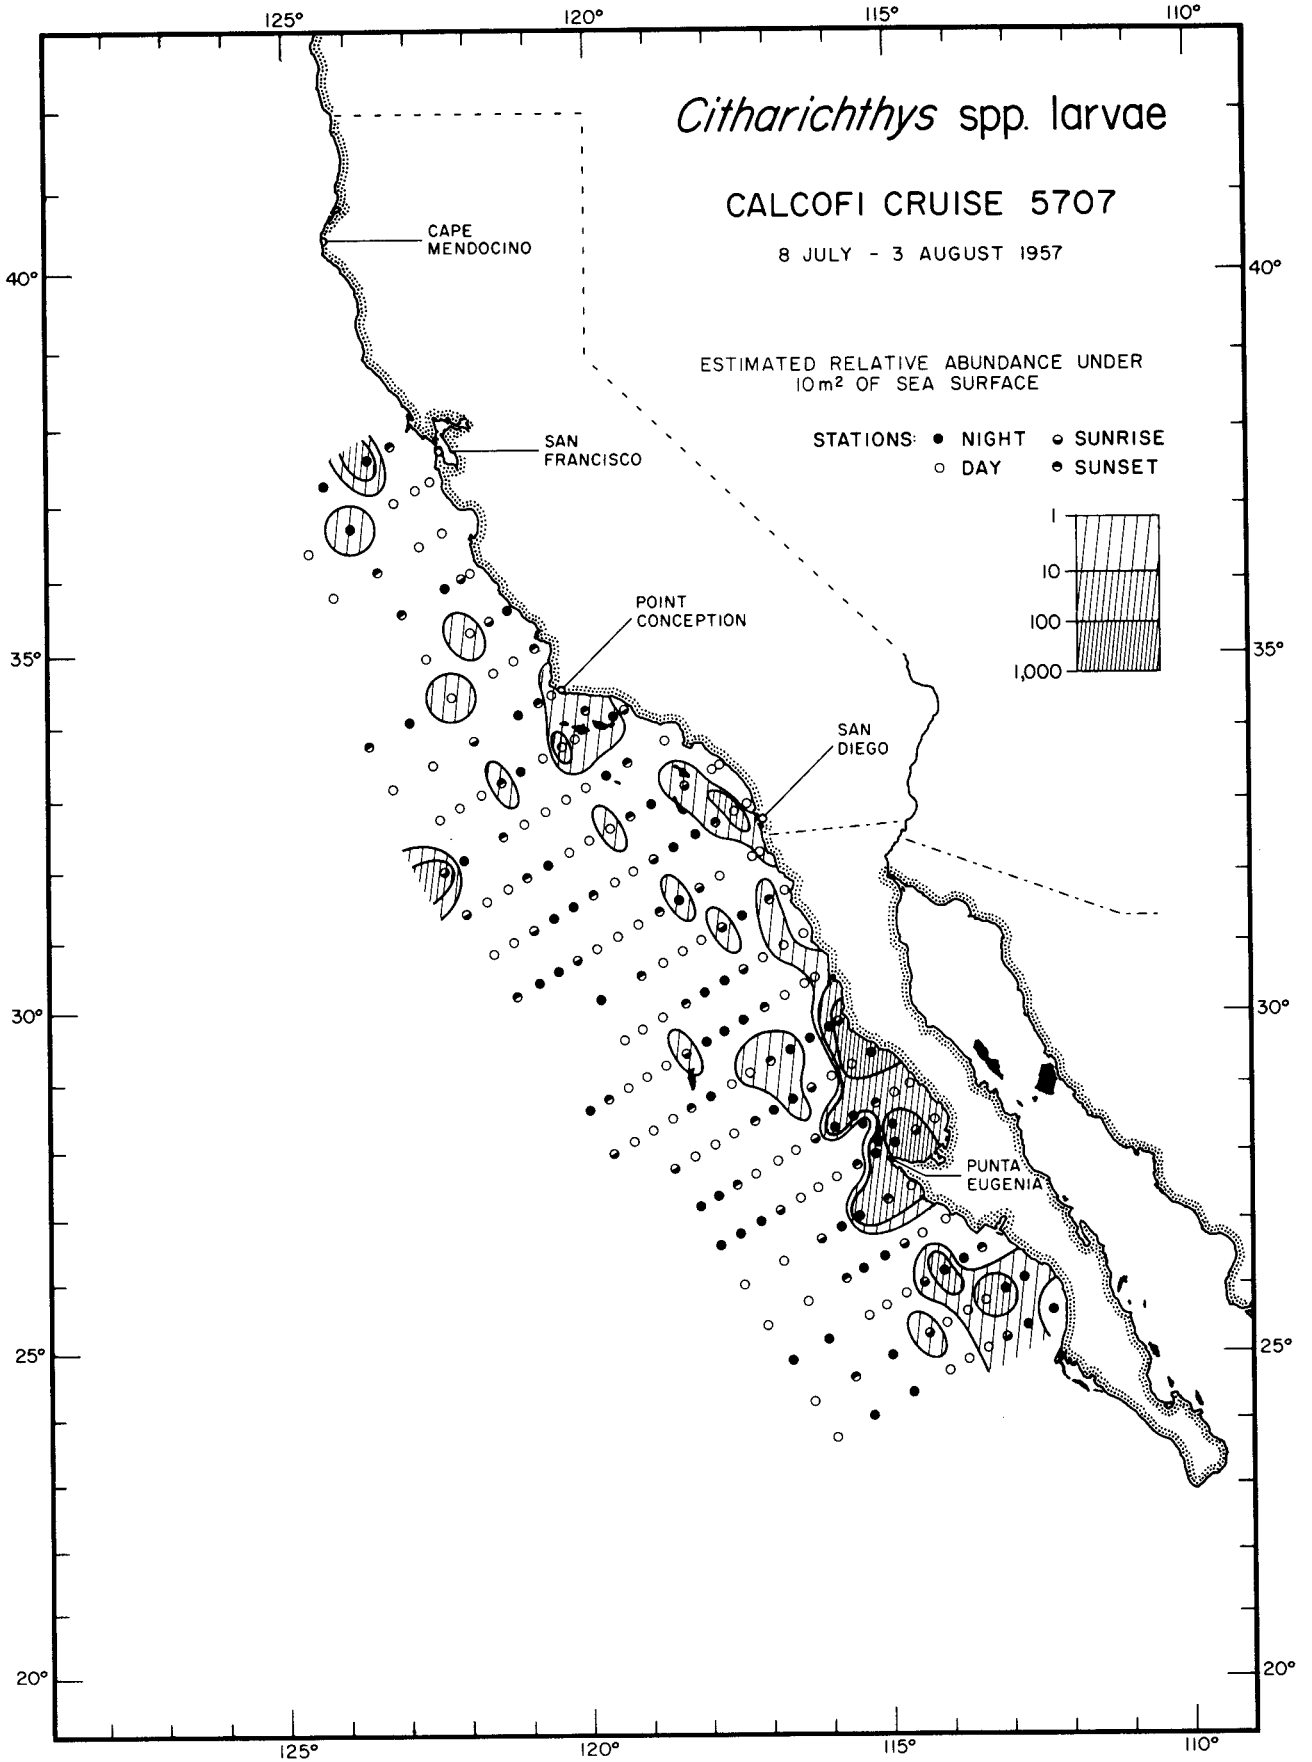 125° 120° 115° 110°
Citharichthys spp. larvae
CALCOFI CRUISE 5707
8 JULY - 3 AUGUST 1957
CAPE
MENDOCINO
40° 40°
ESTIMATED RELATIVE ABUNDANCE UNDER
10 m² OF SEA SURFACE
STATIONS: NIGHT SUNRISE
DAY SUNSET
SAN
FRANCISCO
1
10
100
1,000
POINT
CONCEPTION
35° 35°
SAN
DIEGO
30° 30°
PUNTA
EUGENIA
25° 25°
20° 20°
125° 120° 115° 110°